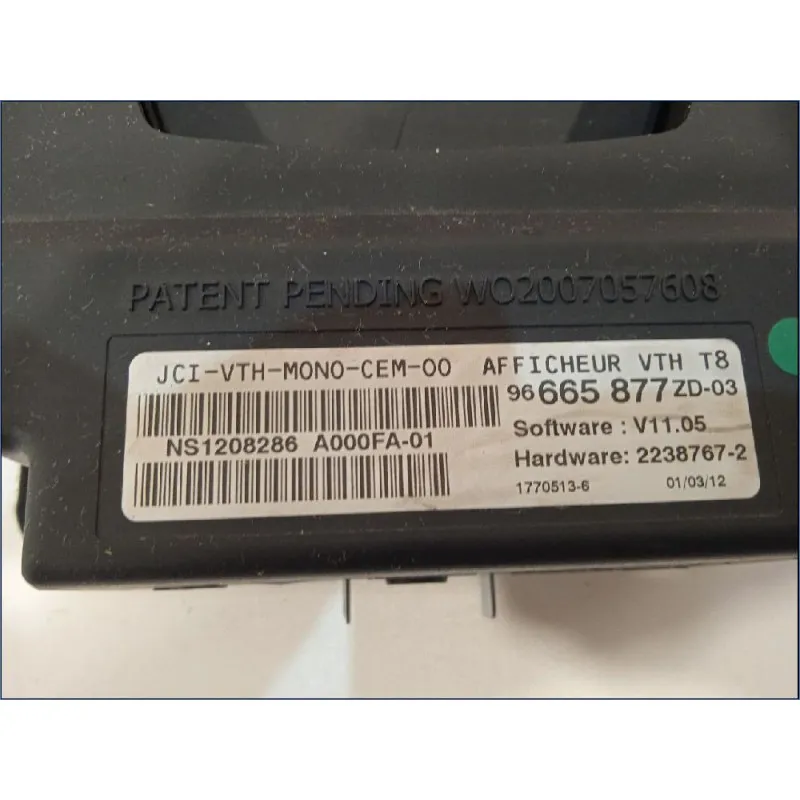 PATENT PENDING WO2007057608
JCI-VTH-MONO-CEM-00
AFFICHEUR VTH T8
96 665 877 ZD-03
NS1208286 A000FA-01
Software : V11.05
Hardware: 2238767-2
1770513-6 01/03/12